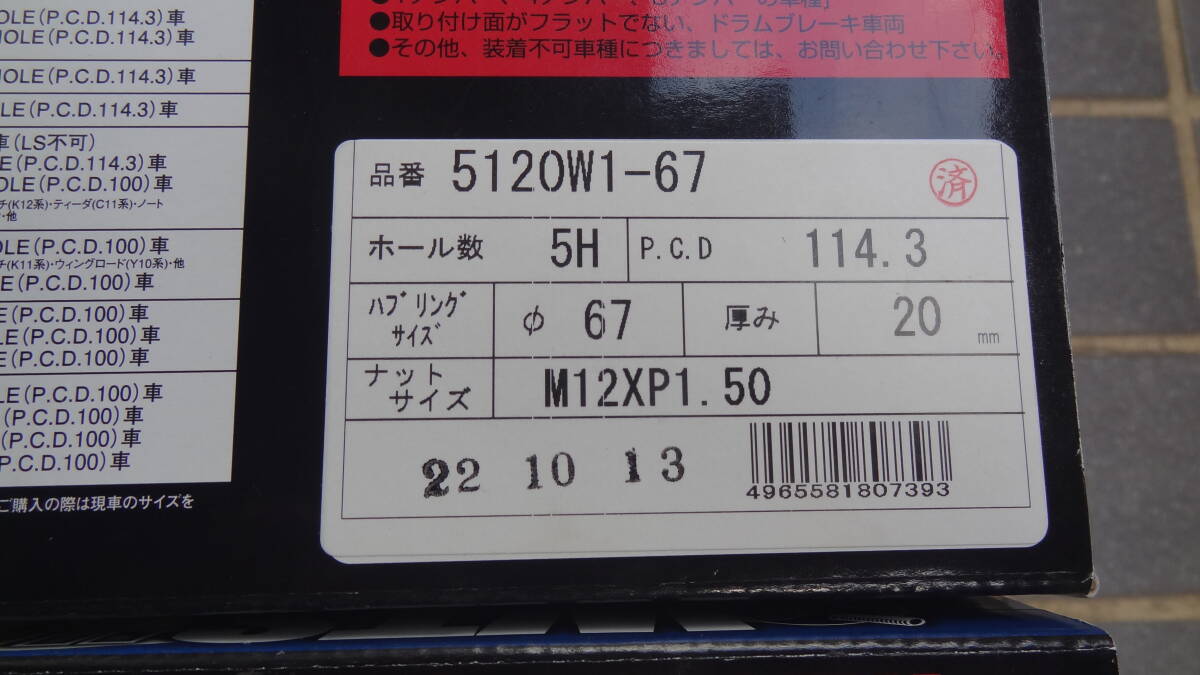 OLE(P.C.D.114.3)車
HOLE(P.C.D.114.3)車
HOLE(P.C.D.114.3)車
OLE(P.C.D.114.3)車
車(LS不可)
LE(P.C.D.114.3)車
OLE(P.C.D.100)車
チ(K12系)・ティーダ(C11系)・ノート
・他
OLE(P.C.D.100)車
チ(K11系)・ウィングロード(Y10系)・他
E(P.C.D.100)車
E(P.C.D.100)車
LE(P.C.D.100)車
E(P.C.D.100)車
LE(P.C.D.100)車
(P.C.D.100)車
(P.C.D.100)車
P.C.D.100)車
ご購入の際は現車のサイズを
●取り付け面がフラットでない、ドラムブレーキ車両
●その他、装着不可車種につきましては、お問い合わせ下さい。
品番 5120W1-67
済
ホール数 5H P.C.D 114.3
ハブリング サイズ φ 67 厚み 20 mm
ナット サイズ M12XP1.50
22 10 13
4965581807393